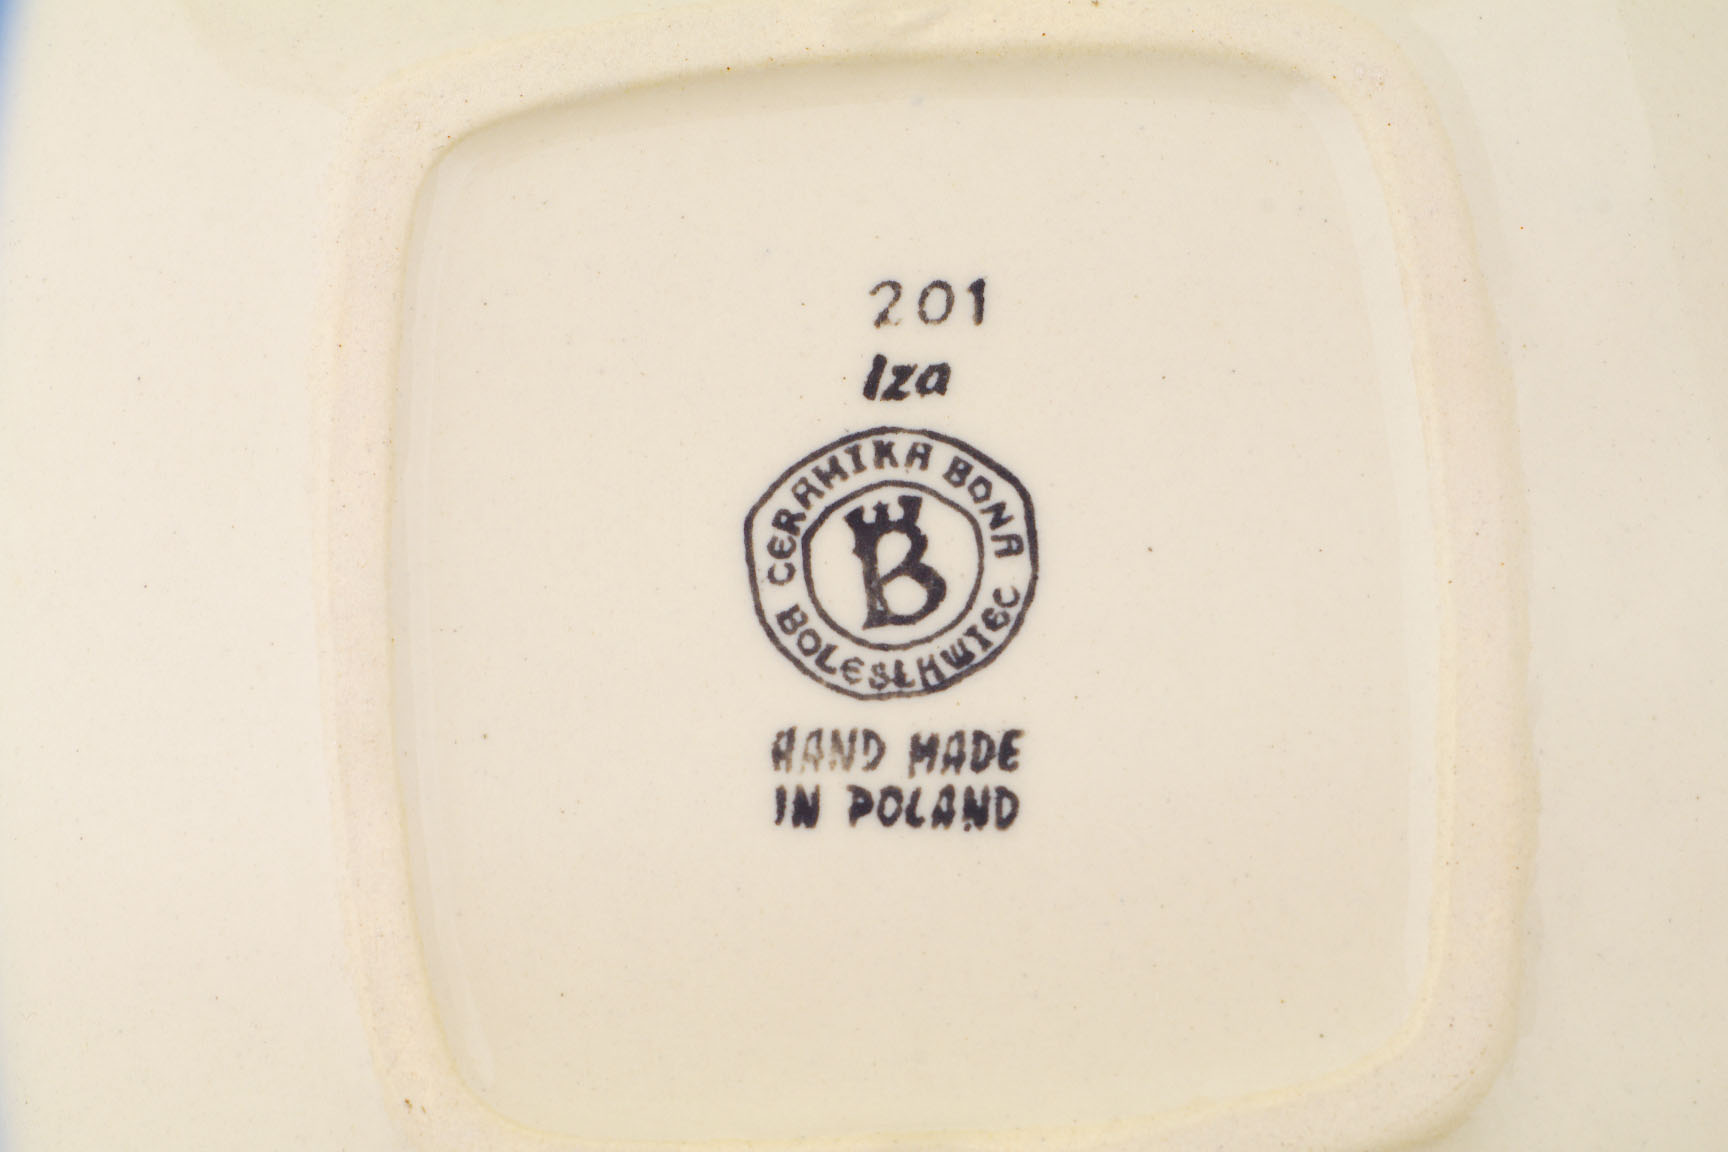 201
Iza
CERAMIKA BONA
BOLESŁAWIEC
B
HAND MADE
IN POLAND